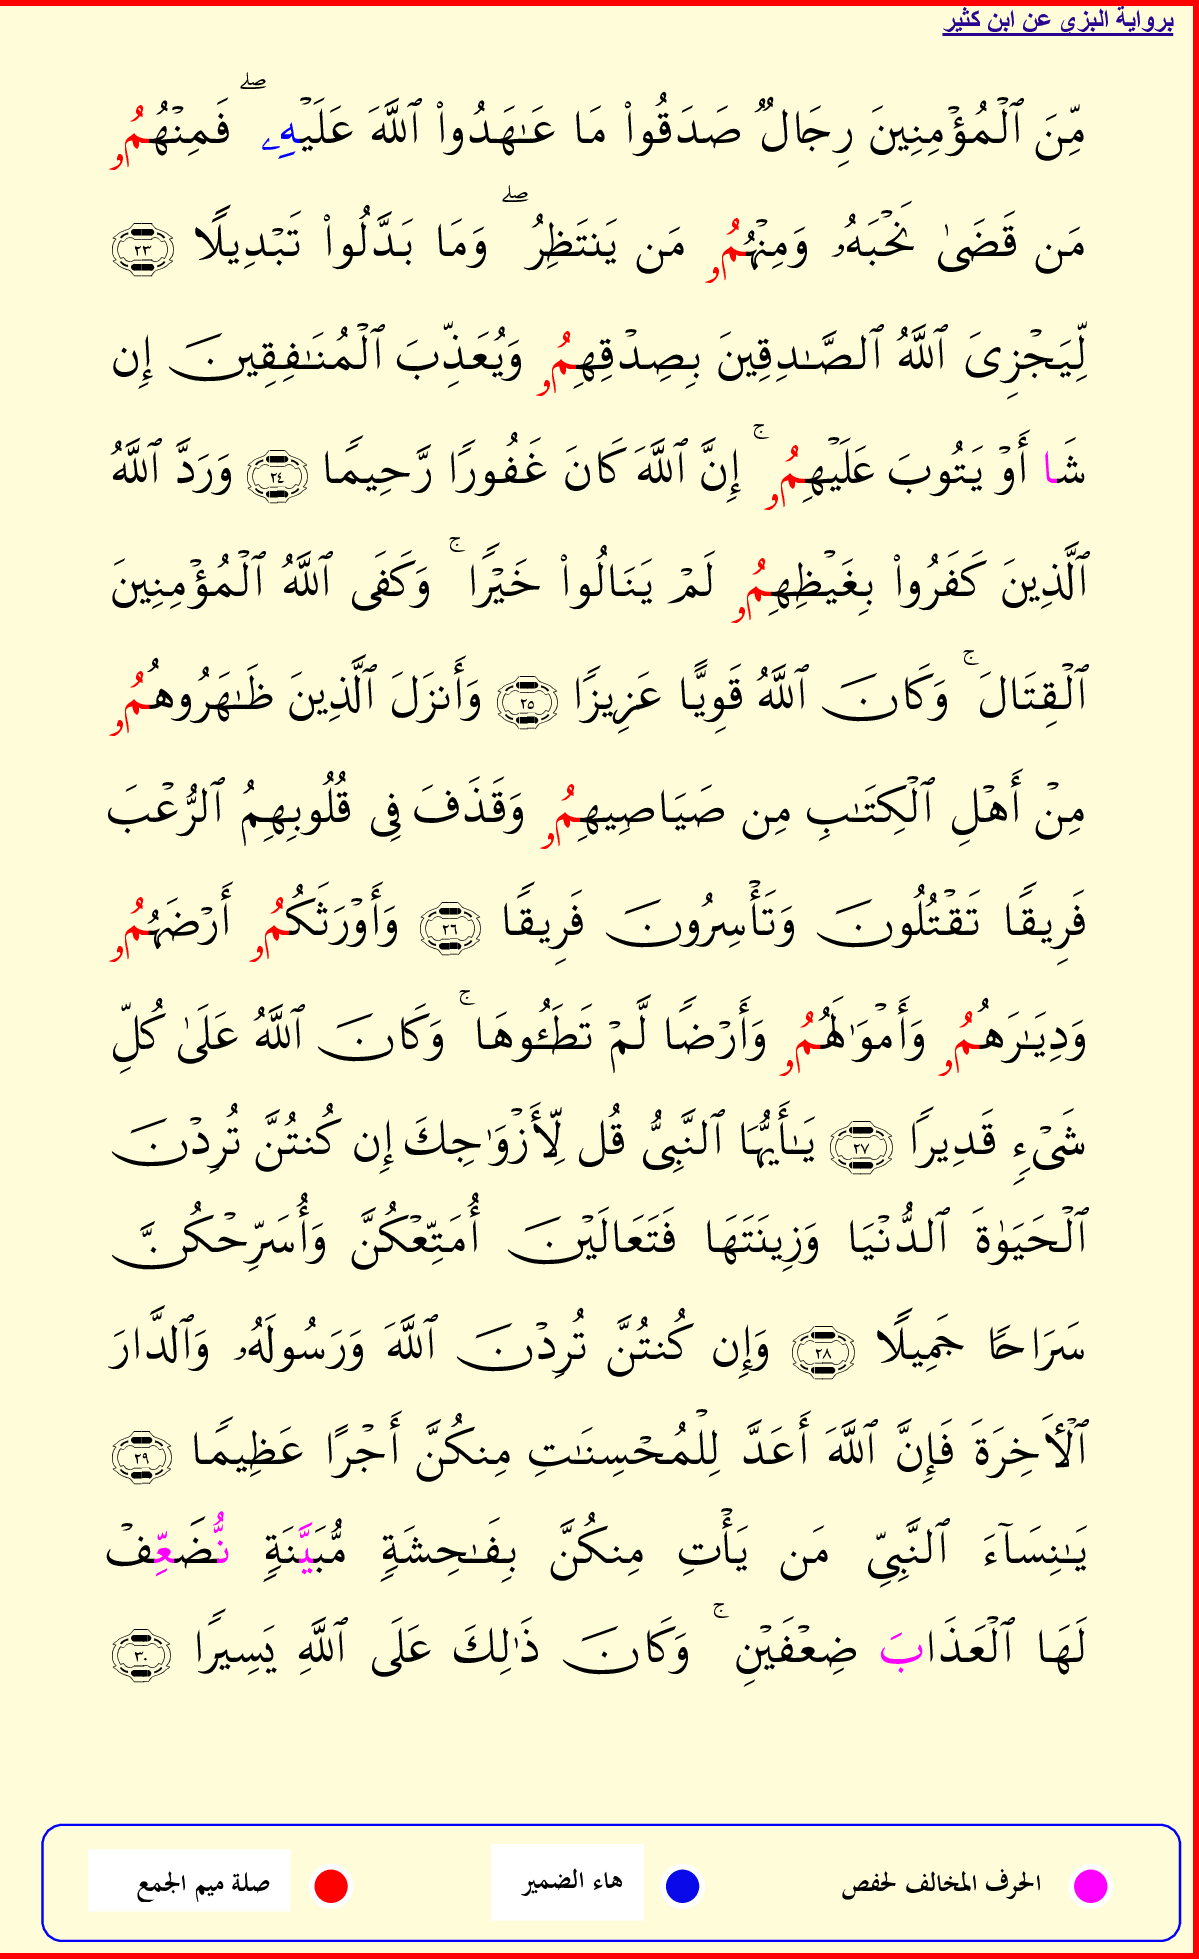 برواية البزى عن ابن كثير
مِّنَ ٱلْمُؤْمِنِينَ رِجَالٌ صَدَقُوا۟ مَا عَـٰهَدُوا۟ ٱللَّهَ عَلَيْهِۦ ۖ فَمِنْهُمُۥ
مَن قَضَىٰ نَحْبَهُۥ وَمِنْهُمُۥ مَن يَنتَظِرُ ۖ وَمَا بَدَّلُوا۟ تَبْدِيلًا ٢٣
لِّيَجْزِىَ ٱللَّهُ ٱلصَّـٰدِقِينَ بِصِدْقِهِمُۥ وَيُعَذِّبَ ٱلْمُنَـٰفِقِينَ إِن
شَا أَوْ يَتُوبَ عَلَيْهِمُۥ ۚ إِنَّ ٱللَّهَ كَانَ غَفُورًا رَّحِيمًا ٢٤ وَرَدَّ ٱللَّهُ
ٱلَّذِينَ كَفَرُوا۟ بِغَيْظِهِمُۥ لَمْ يَنَالُوا۟ خَيْرًا ۚ وَكَفَى ٱللَّهُ ٱلْمُؤْمِنِينَ
ٱلْقِتَالَ ۚ وَكَانَ ٱللَّهُ قَوِيًّا عَزِيزًا ٢٥ وَأَنزَلَ ٱلَّذِينَ ظَـٰهَرُوهُمُۥ
مِنْ أَهْلِ ٱلْكِتَـٰبِ مِن صَيَاصِيهِمُۥ وَقَذَفَ فِى قُلُوبِهِمُ ٱلرُّعْبَ
فَرِيقًا تَقْتُلُونَ وَتَأْسِرُونَ فَرِيقًا ٢٦ وَأَوْرَثَكُمُۥ أَرْضَهُمُۥ
وَدِيَـٰرَهُمُۥ وَأَمْوَٰلَهُمُۥ وَأَرْضًا لَّمْ تَطَـُٔوهَا ۚ وَكَانَ ٱللَّهُ عَلَىٰ كُلِّ
شَىْءٍ قَدِيرًا ٢٧ يَـٰأَيُّهَا ٱلنَّبِىُّ قُل لِّأَزْوَٰجِكَ إِن كُنتُنَّ تُرِدْنَ
ٱلْحَيَوٰةَ ٱلدُّنْيَا وَزِينَتَهَا فَتَعَالَيْنَ أُمَتِّعْكُنَّ وَأُسَرِّحْكُنَّ
سَرَاحًا جَمِيلًا ٢٨ وَإِن كُنتُنَّ تُرِدْنَ ٱللَّهَ وَرَسُولَهُۥ وَٱلدَّارَ
ٱلْأَخِرَةَ فَإِنَّ ٱللَّهَ أَعَدَّ لِلْمُحْسِنَـٰتِ مِنكُنَّ أَجْرًا عَظِيمًا ٢٩
يَـٰنِسَآءَ ٱلنَّبِىِّ مَن يَأْتِ مِنكُنَّ بِفَـٰحِشَةٍ مُّبَيَّنَةٍ نُّضَعِّفْ
لَهَا ٱلْعَذَابَ ضِعْفَيْنِ ۚ وَكَانَ ذَٰلِكَ عَلَى ٱللَّهِ يَسِيرًا ٣٠
الحرف المخالف لحفص
هاء الضمير
صلة ميم الجمع